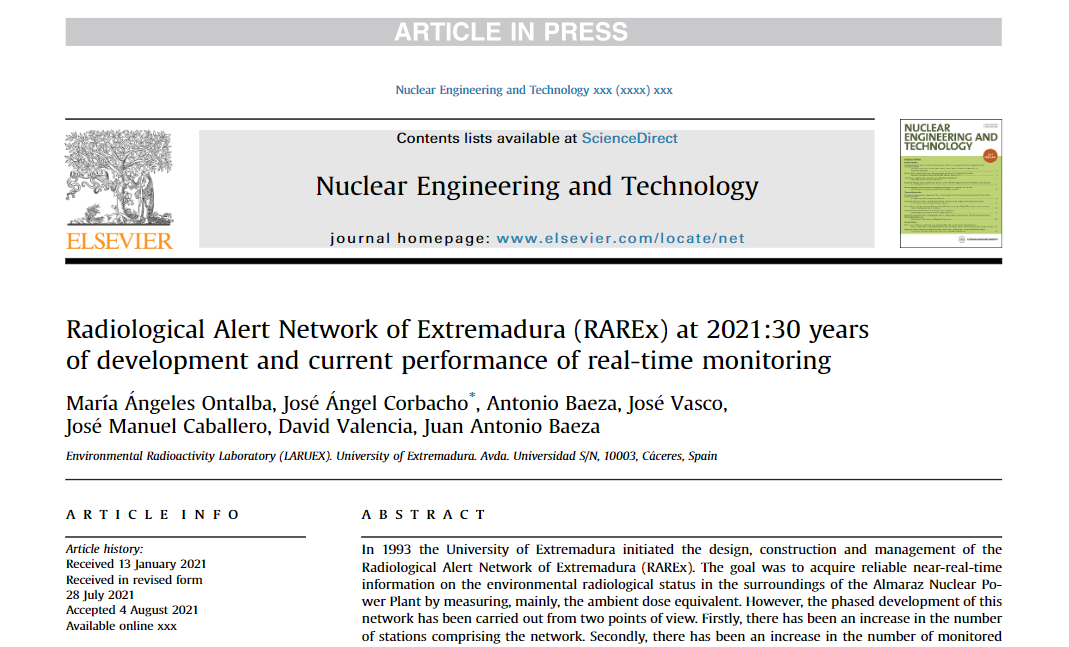 ARTICLE IN PRESS
Nuclear Engineering and Technology xxx (xxxx) xxx
Contents lists available at ScienceDirect
Nuclear Engineering and Technology
journal homepage: www.elsevier.com/locate/net
ELSEVIER
NUCLEAR
ENGINEERING AND
TECHNOLOGY
Radiological Alert Network of Extremadura (RAREx) at 2021:30 years
of development and current performance of real-time monitoring
María Ángeles Ontalba, José Ángel Corbacho*, Antonio Baeza, José Vasco,
José Manuel Caballero, David Valencia, Juan Antonio Baeza
Environmental Radioactivity Laboratory (LARUEX). University of Extremadura. Avda. Universidad S/N, 10003, Cáceres, Spain
ARTICLE INFO
Article history:
Received 13 January 2021
Received in revised form
28 July 2021
Accepted 4 August 2021
Available online xxx
ABSTRACT
In 1993 the University of Extremadura initiated the design, construction and management of the
Radiological Alert Network of Extremadura (RAREx). The goal was to acquire reliable near-real-time
information on the environmental radiological status in the surroundings of the Almaraz Nuclear Po-
wer Plant by measuring, mainly, the ambient dose equivalent. However, the phased development of this
network has been carried out from two points of view. Firstly, there has been an increase in the number
of stations comprising the network. Secondly, there has been an increase in the number of monitored